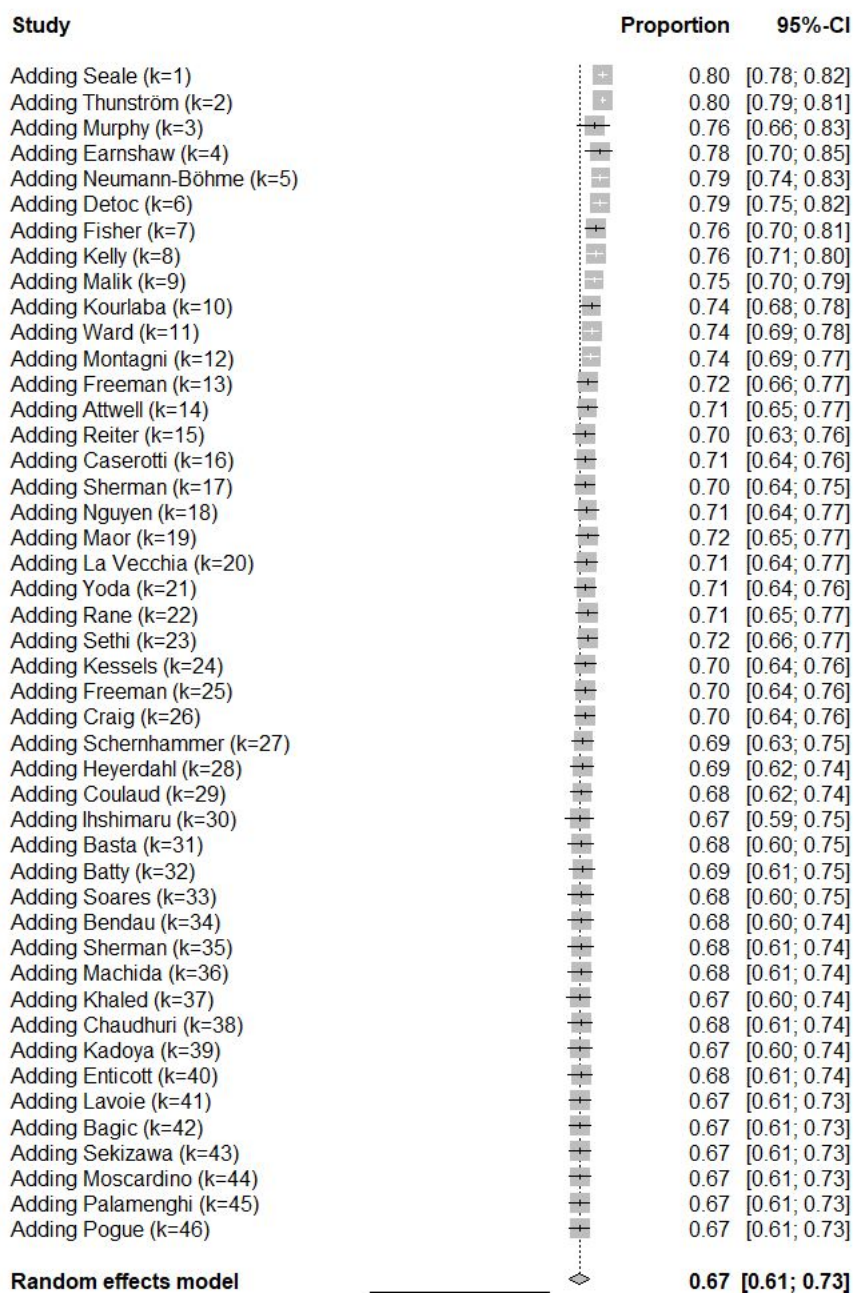 Study Proportion 95%-CI
Adding Seale (k=1) 0.80 [0.78; 0.82]
Adding Thunström (k=2) 0.80 [0.79; 0.81]
Adding Murphy (k=3) 0.76 [0.66; 0.83]
Adding Earnshaw (k=4) 0.78 [0.70; 0.85]
Adding Neumann-Böhme (k=5) 0.79 [0.74; 0.83]
Adding Detoc (k=6) 0.79 [0.75; 0.82]
Adding Fisher (k=7) 0.76 [0.70; 0.81]
Adding Kelly (k=8) 0.76 [0.71; 0.80]
Adding Malik (k=9) 0.75 [0.70; 0.79]
Adding Kourlaba (k=10) 0.74 [0.68; 0.78]
Adding Ward (k=11) 0.74 [0.69; 0.78]
Adding Montagni (k=12) 0.74 [0.69; 0.77]
Adding Freeman (k=13) 0.72 [0.66; 0.77]
Adding Attwell (k=14) 0.71 [0.65; 0.77]
Adding Reiter (k=15) 0.70 [0.63; 0.76]
Adding Caserotti (k=16) 0.71 [0.64; 0.76]
Adding Sherman (k=17) 0.70 [0.64; 0.75]
Adding Nguyen (k=18) 0.71 [0.64; 0.77]
Adding Maor (k=19) 0.72 [0.65; 0.77]
Adding La Vecchia (k=20) 0.71 [0.64; 0.77]
Adding Yoda (k=21) 0.71 [0.64; 0.76]
Adding Rane (k=22) 0.71 [0.65; 0.77]
Adding Sethi (k=23) 0.72 [0.66; 0.77]
Adding Kessels (k=24) 0.70 [0.64; 0.76]
Adding Freeman (k=25) 0.70 [0.64; 0.76]
Adding Craig (k=26) 0.70 [0.64; 0.76]
Adding Schernhammer (k=27) 0.69 [0.63; 0.75]
Adding Heyerdahl (k=28) 0.69 [0.62; 0.74]
Adding Coulaud (k=29) 0.68 [0.62; 0.74]
Adding Ihshimaru (k=30) 0.67 [0.59; 0.75]
Adding Basta (k=31) 0.68 [0.60; 0.75]
Adding Batty (k=32) 0.69 [0.61; 0.75]
Adding Soares (k=33) 0.68 [0.60; 0.75]
Adding Bendau (k=34) 0.68 [0.60; 0.74]
Adding Sherman (k=35) 0.68 [0.61; 0.74]
Adding Machida (k=36) 0.68 [0.61; 0.74]
Adding Khaled (k=37) 0.67 [0.60; 0.74]
Adding Chaudhuri (k=38) 0.68 [0.61; 0.74]
Adding Kadoya (k=39) 0.67 [0.60; 0.74]
Adding Enticott (k=40) 0.68 [0.61; 0.74]
Adding Lavoie (k=41) 0.67 [0.61; 0.73]
Adding Bagic (k=42) 0.67 [0.61; 0.73]
Adding Sekizawa (k=43) 0.67 [0.61; 0.73]
Adding Moscardino (k=44) 0.67 [0.61; 0.73]
Adding Palamenghi (k=45) 0.67 [0.61; 0.73]
Adding Pogue (k=46) 0.67 [0.61; 0.73]
Random effects model 0.67 [0.61; 0.73]